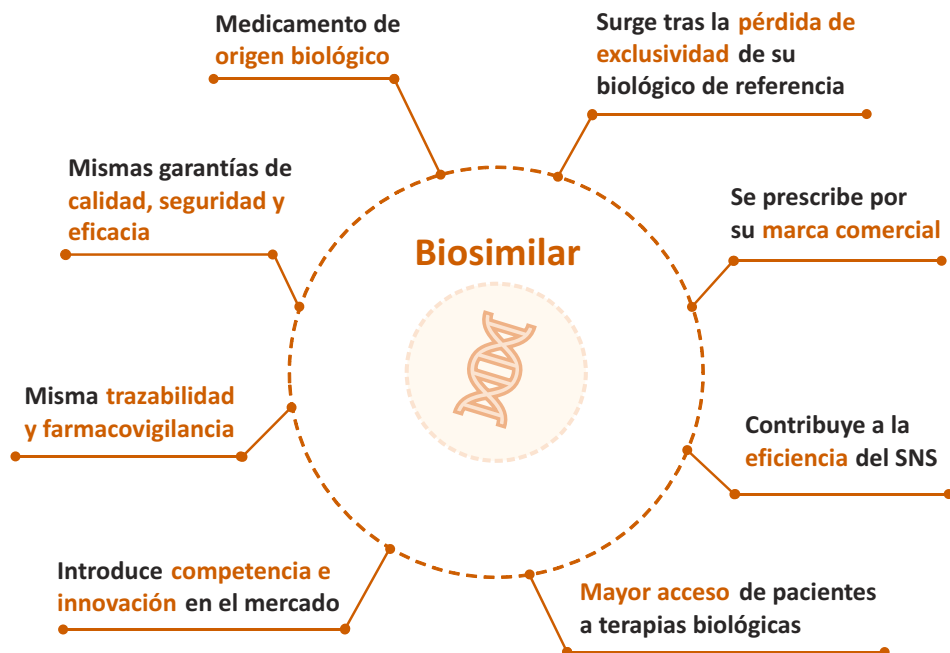 Medicamento de
origen biológico
Surge tras la pérdida de
exclusividad de su
biológico de referencia
Mismas garantías de
calidad, seguridad y
eficacia
Se prescribe por
su marca comercial
Biosimilar
Misma trazabilidad
y farmacovigilancia
Contribuye a la
eficiencia del SNS
Introduce competencia e
innovación en el mercado
Mayor acceso de pacientes
a terapias biológicas